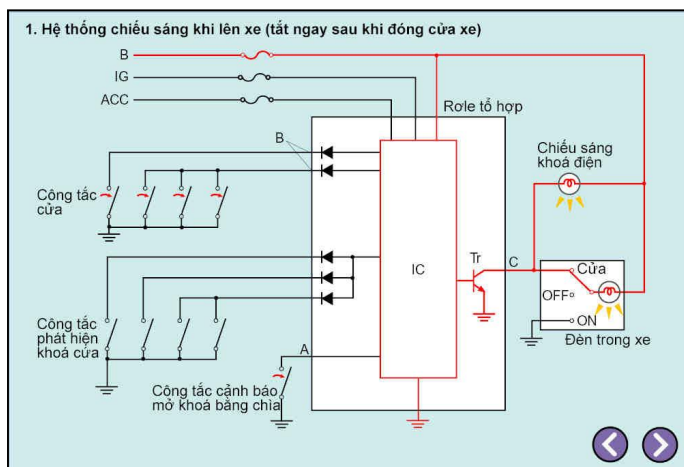 1. Hệ thống chiếu sáng khi lên xe (tắt ngay sau khi đóng cửa xe)
B
IG
ACC
Rơle tổ hợp
B
Chiếu sáng
khoá điện
Công tắc
cửa
Tr
C
IC
Cửa
OFF
ON
Đèn trong xe
Công tắc
phát hiện
khoá cửa
A
Công tắc cảnh báo
mở khoá bằng chìa